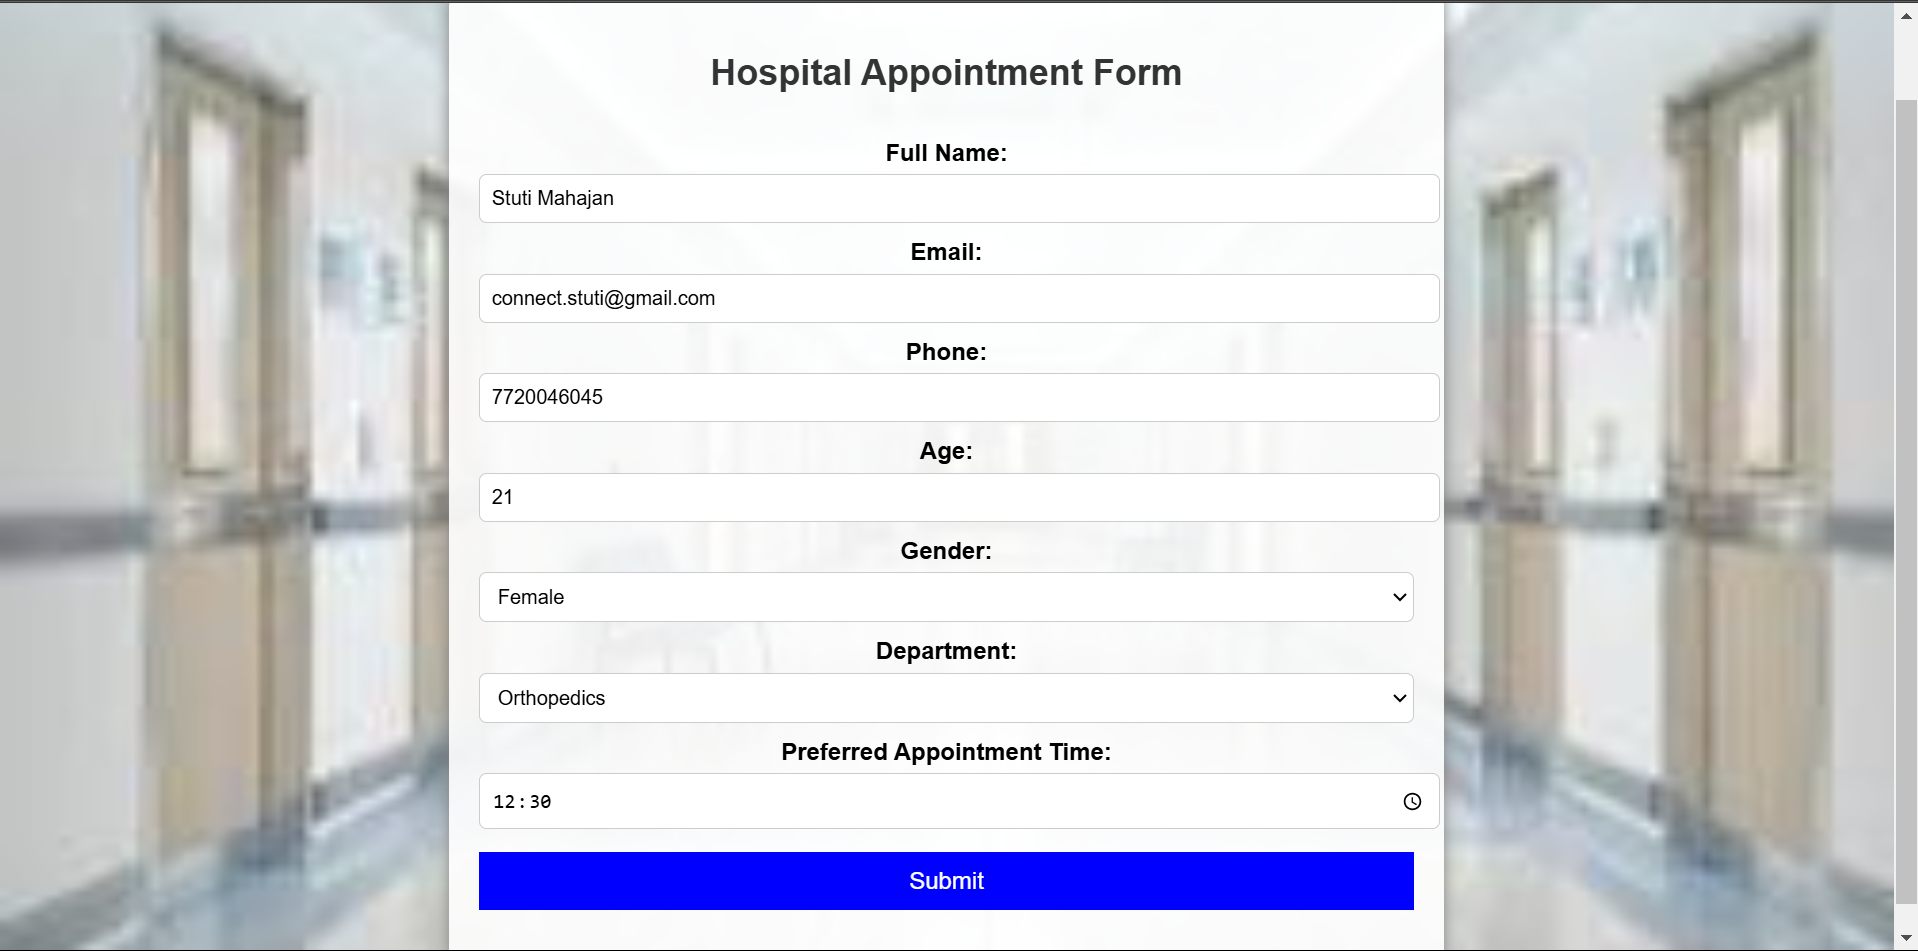 Hospital Appointment Form
Full Name:
Stuti Mahajan
Email:
connect.stuti@gmail.com
Phone:
7720046045
Age:
21
Gender:
Female
Department:
Orthopedics
Preferred Appointment Time:
12:30
Submit